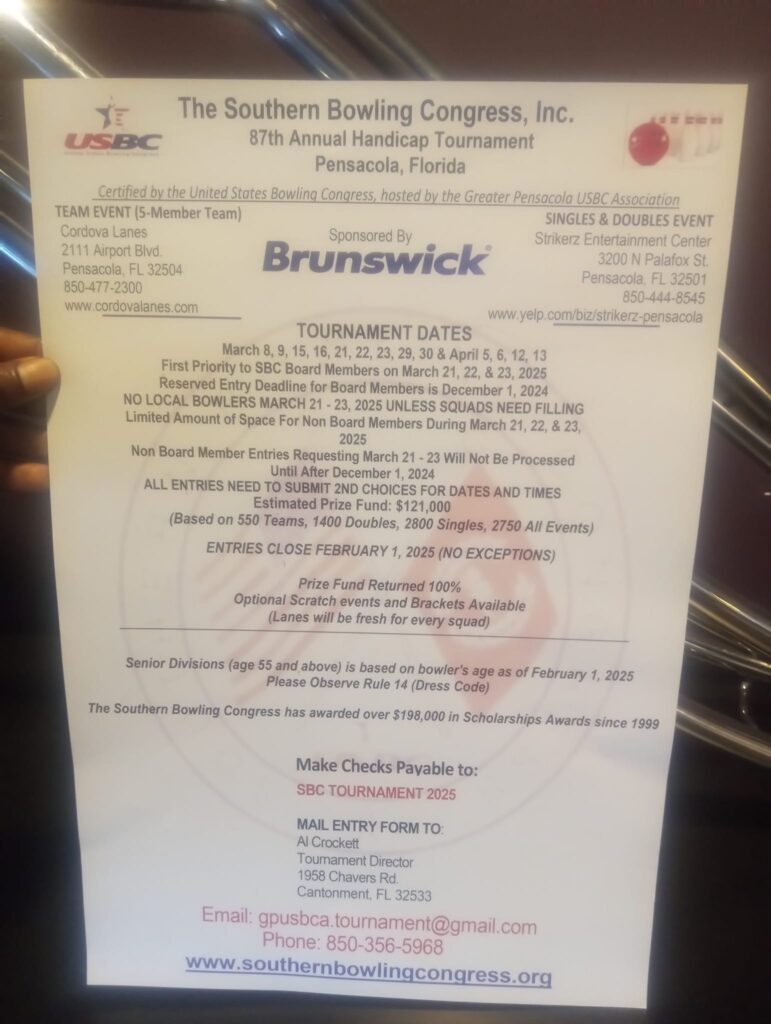 USBC
The Southern Bowling Congress, Inc.
87th Annual Handicap Tournament
Pensacola, Florida
Certified by the United States Bowling Congress, hosted by the Greater Pensacola USBC Association
TEAM EVENT (5-Member Team)
Cordova Lanes
2111 Airport Blvd.
Pensacola, FL 32504
850-477-2300
www.cordovalanes.com
Sponsored By
Brunswick
SINGLES & DOUBLES EVENT
Strikerz Entertainment Center
3200 N Palafox St.
Pensacola, FL 32501
850-444-8545
www.yelp.com/biz/strikerz-pensacola
TOURNAMENT DATES
March 8, 9, 15, 16, 21, 22, 23, 29, 30 & April 5, 6, 12, 13
First Priority to SBC Board Members on March 21, 22, & 23, 2025
Reserved Entry Deadline for Board Members is December 1, 2024
NO LOCAL BOWLERS MARCH 21 - 23, 2025 UNLESS SQUADS NEED FILLING
Limited Amount of Space For Non Board Members During March 21, 22, & 23,
2025
Non Board Member Entries Requesting March 21 - 23 Will Not Be Processed
Until After December 1, 2024
ALL ENTRIES NEED TO SUBMIT 2ND CHOICES FOR DATES AND TIMES
Estimated Prize Fund: $121,000
(Based on 550 Teams, 1400 Doubles, 2800 Singles, 2750 All Events)
ENTRIES CLOSE FEBRUARY 1, 2025 (NO EXCEPTIONS)
Prize Fund Returned 100%
Optional Scratch events and Brackets Available
(Lanes will be fresh for every squad)
Senior Divisions (age 55 and above) is based on bowler's age as of February 1, 2025
Please Observe Rule 14 (Dress Code)
The Southern Bowling Congress has awarded over $198,000 in Scholarships Awards since 1999
Make Checks Payable to:
SBC TOURNAMENT 2025
MAIL ENTRY FORM TO:
Al Crockett
Tournament Director
1958 Chavers Rd.
Cantonment, FL 32533
Email: gpusbca.tournament@gmail.com
Phone: 850-356-5968
www.southernbowlingcongress.org